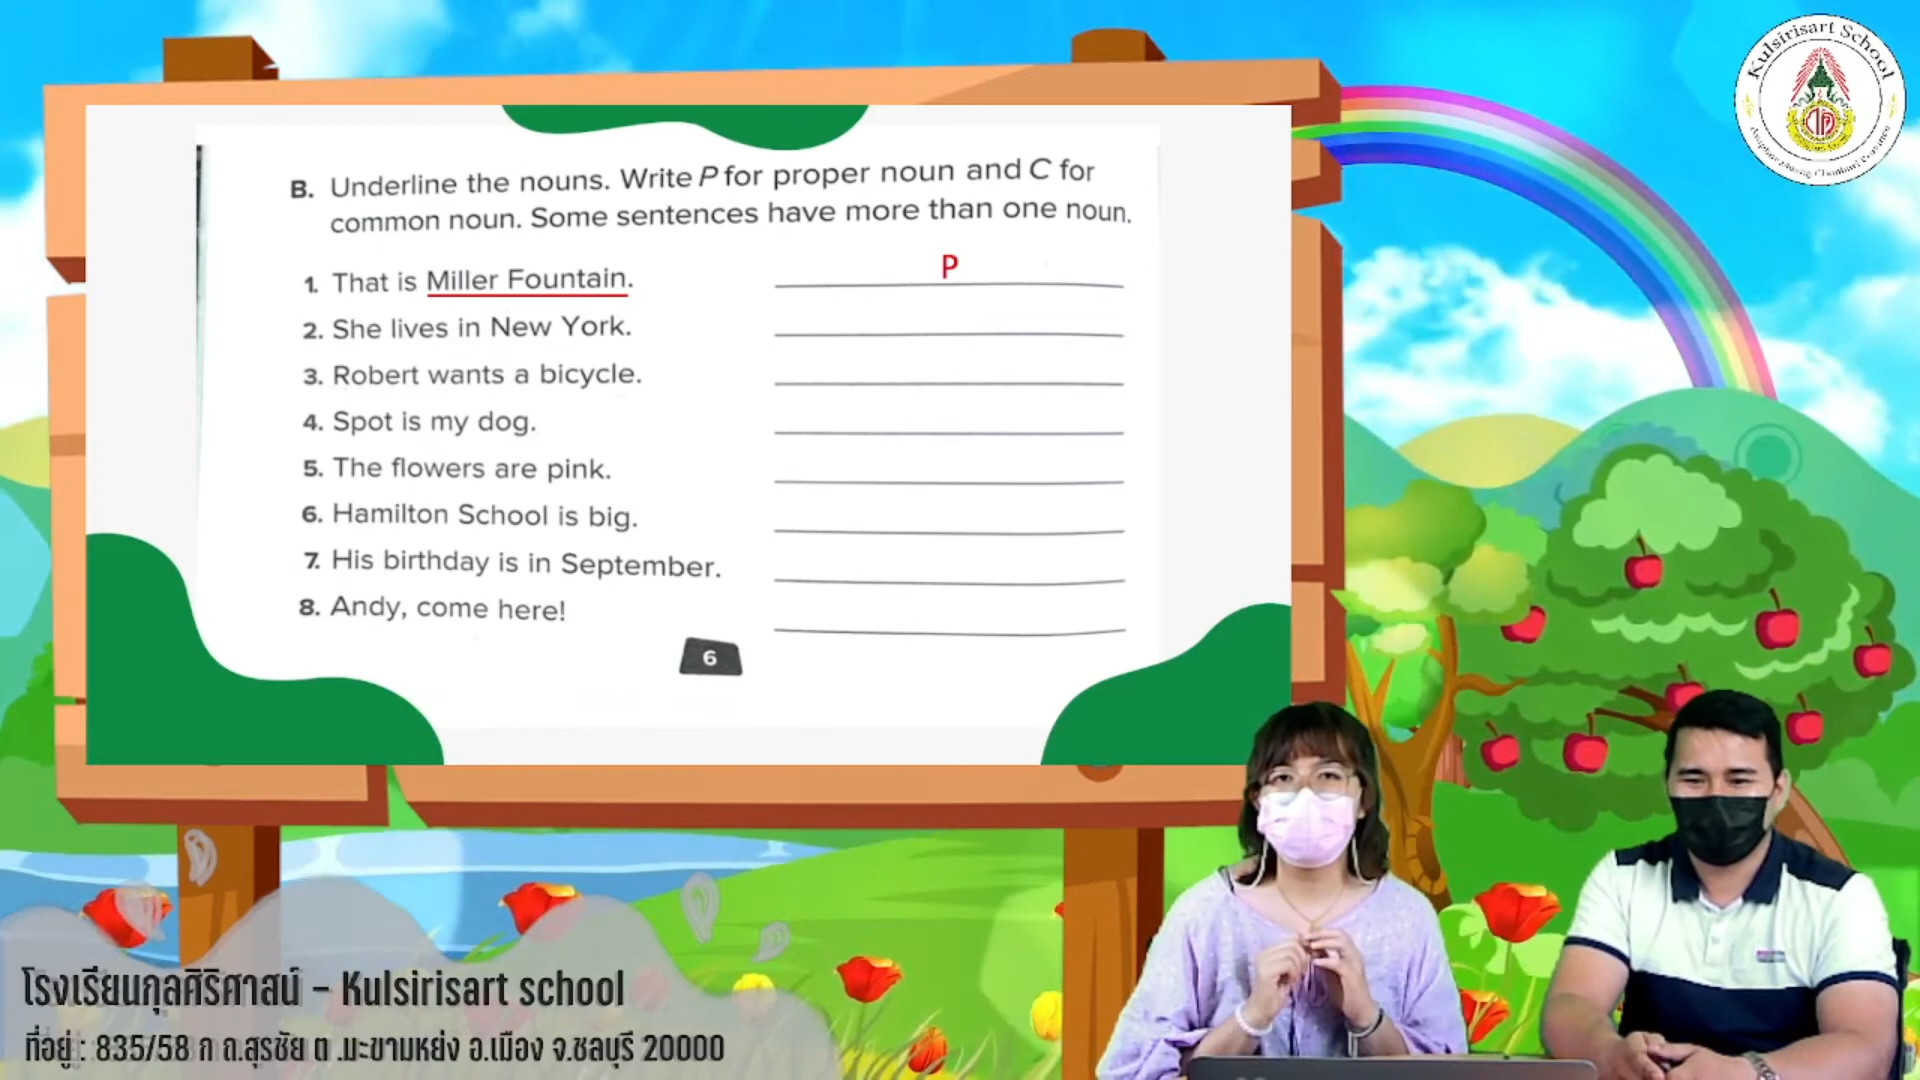 Kulsirisart School
B. Underline the nouns. Write P for proper noun and C for
common noun. Some sentences have more than one noun.
1. That is Miller Fountain.
P
2. She lives in New York.
3. Robert wants a bicycle.
4. Spot is my dog.
5. The flowers are pink.
6. Hamilton School is big.
7. His birthday is in September.
8. Andy, come here!
6
โรงเรียนกุลศิริศาสน์ - Kulsirisart school
ที่อยู่ : 835/58 ก ถ.สุรชัย ต .มะขามหย่ง อ.เมือง จ.ชลบุรี 20000